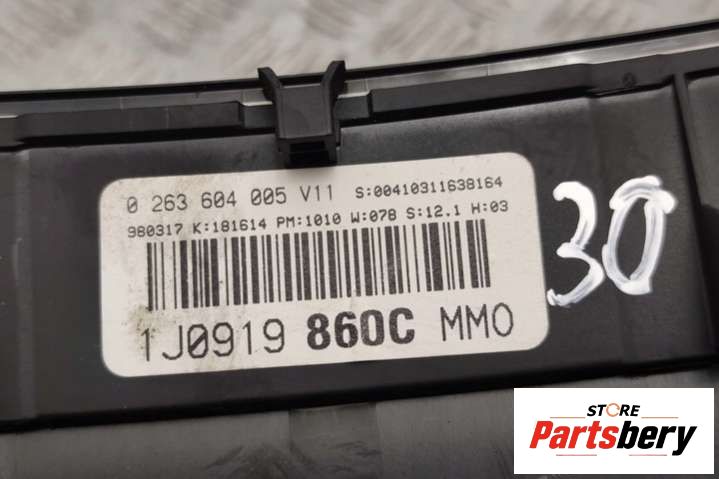 0 263 604 005 V11 S:00410311638164
980317 K:181614 PM:1010 W:078 S:12.1 H:03
1J0919 860C MMO
30
STORE
Partsbery